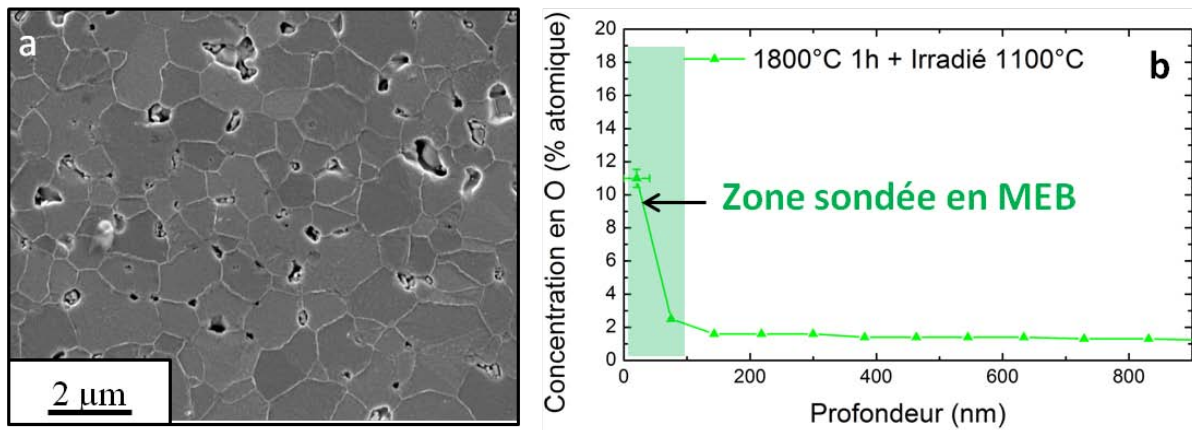 a
2 μm
b
1800°C 1h + Irradié 1100°C
Zone sondée en MEB
Concentration en O (% atomique)
20
18
16
14
12
10
8
6
4
2
0
0 200 400 600 800
Profondeur (nm)